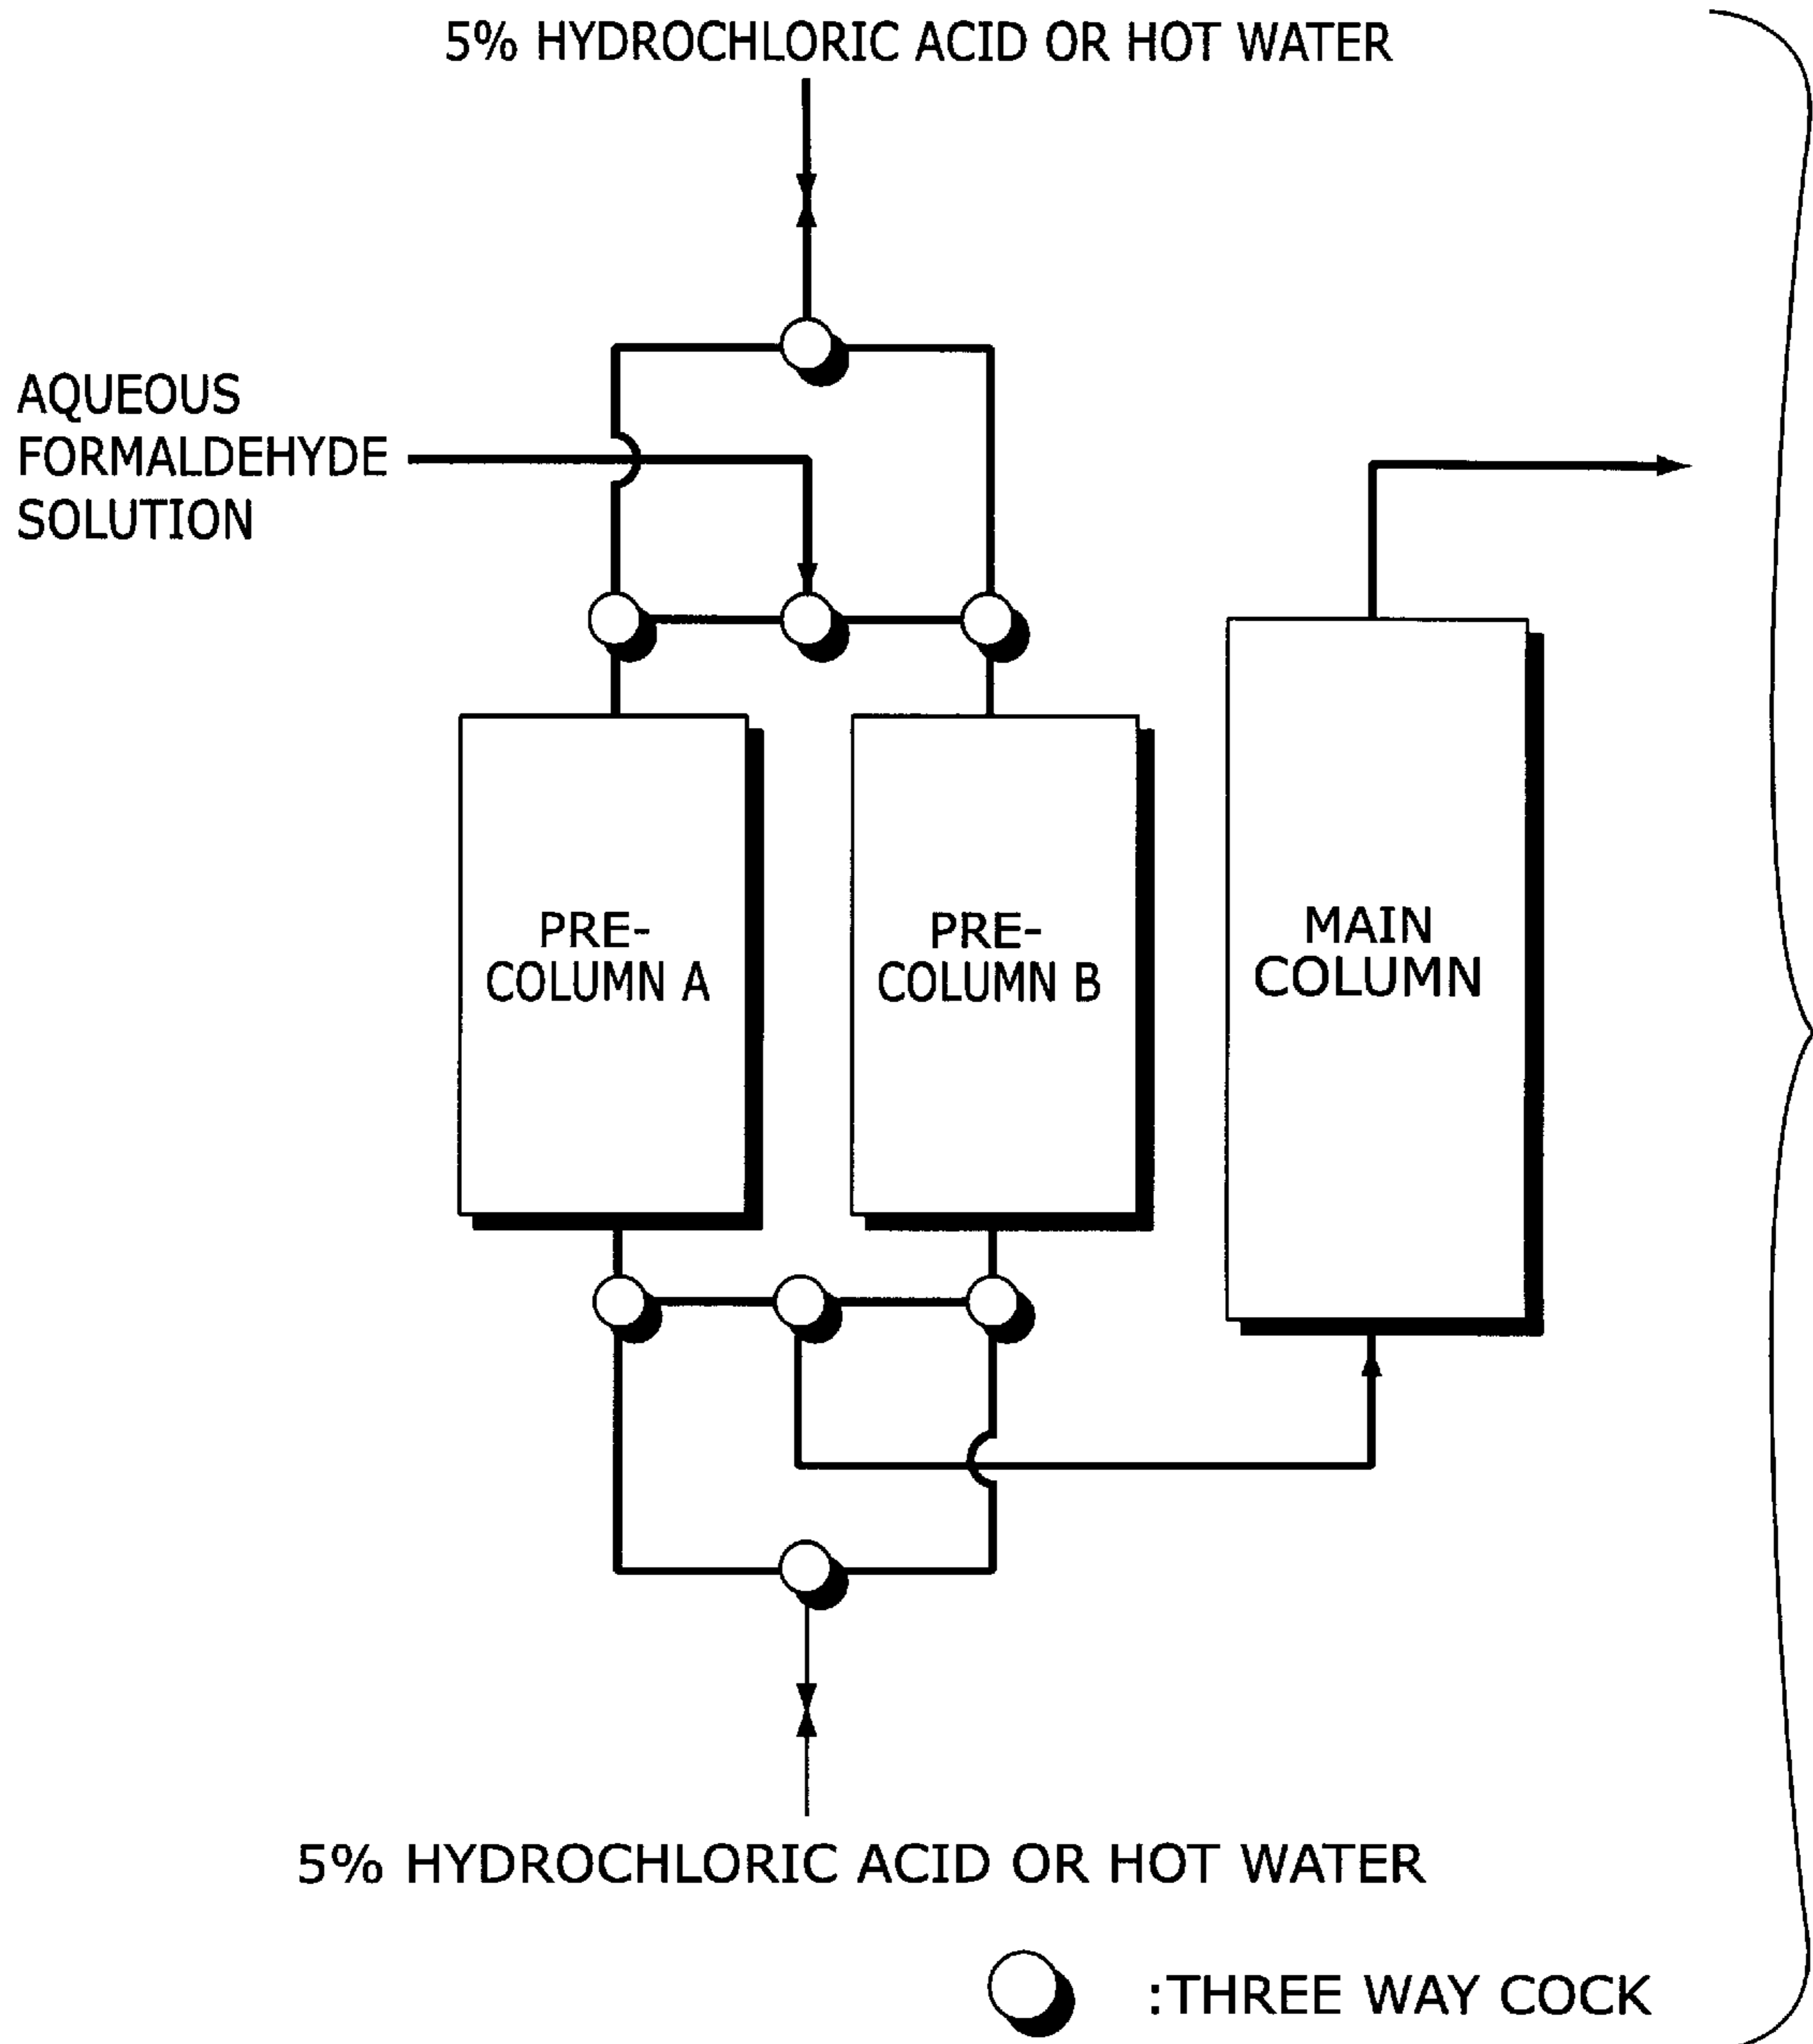 5% HYDROCHLORIC ACID OR HOT WATER
AQUEOUS
FORMALDEHYDE
SOLUTION
PRE-
COLUMN A
PRE-
COLUMN B
MAIN
COLUMN
5% HYDROCHLORIC ACID OR HOT WATER
:THREE WAY COCK